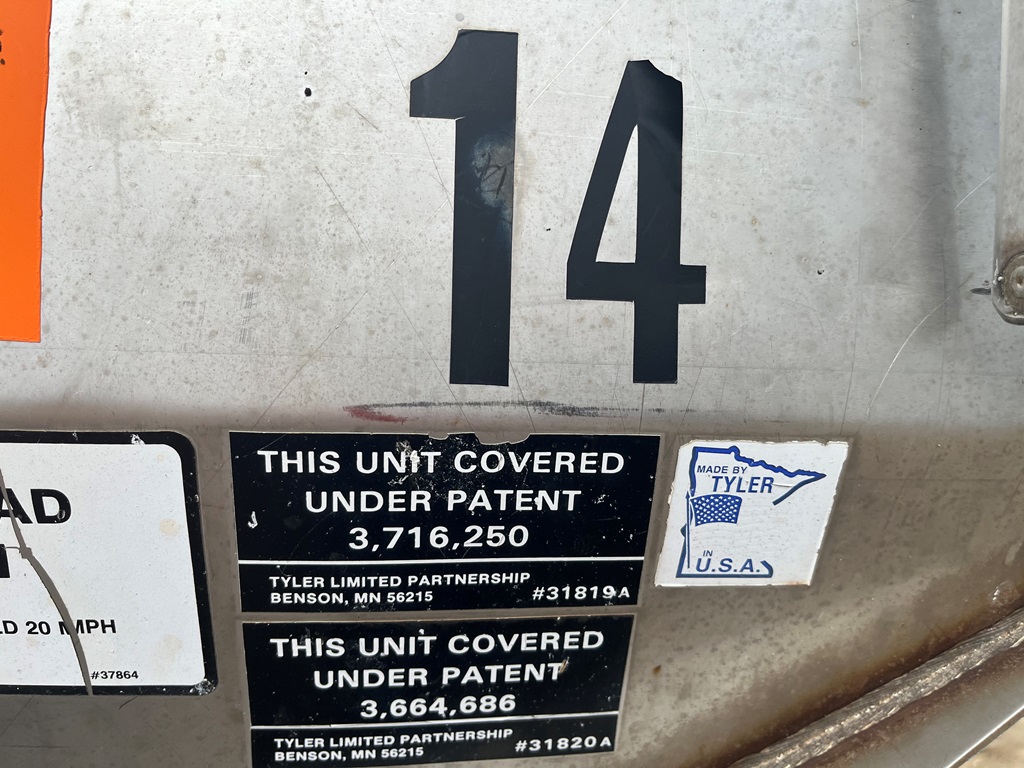 14
THIS UNIT COVERED
UNDER PATENT
3,716,250
TYLER LIMITED PARTNERSHIP
BENSON, MN 56215 #31819A
MADE BY
TYLER
IN
U.S.A.
AD
20 MPH
#37864
THIS UNIT COVERED
UNDER PATENT
3,664,686
TYLER LIMITED PARTNERSHIP
BENSON, MN 56215 #31820A